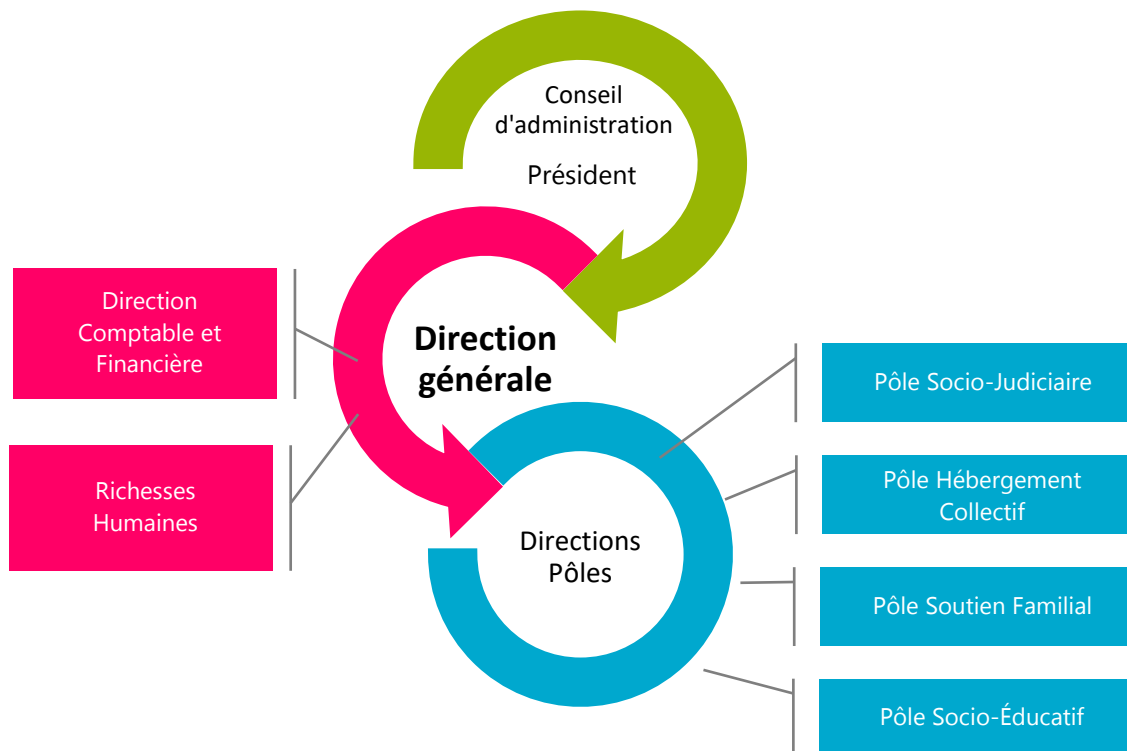 Conseil
d'administration
Président
Direction
générale
Direction
Comptable et
Financière
Richesses
Humaines
Directions
Pôles
Pôle Socio-Judiciaire
Pôle Hébergement
Collectif
Pôle Soutien Familial
Pôle Socio-Éducatif